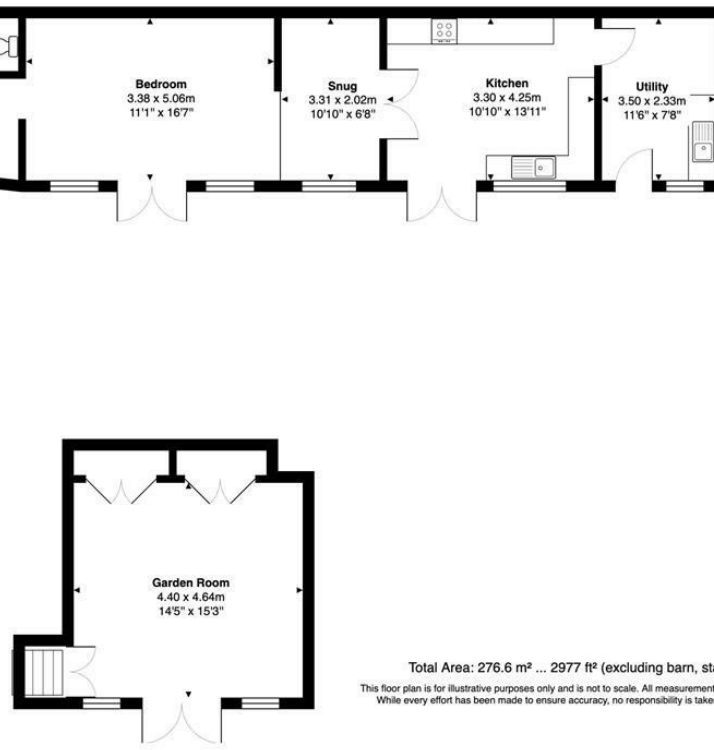 Bedroom
3.38 x 5.06m
11'1" x 16'7"
Snug
3.31 x 2.02m
10'10" x 6'8"
Kitchen
3.30 x 4.25m
10'10" x 13'11"
Utility
3.50 x 2.33m
11'6" x 7'8"
Garden Room
4.40 x 4.64m
14'5" x 15'3"
Total Area: 276.6 m² ... 2977 ft² (excluding barn,
This floor plan is for illustrative purposes only and is not to scale. All
While every effort has been made to ensure accuracy, no responsibility is